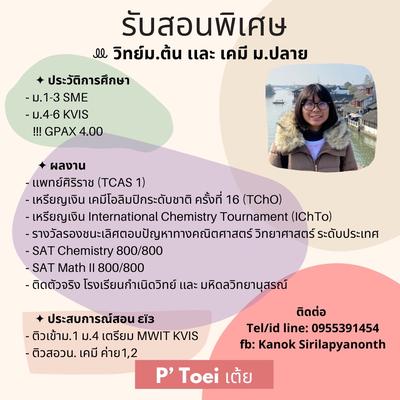 รับสอนพิเศษ
วิทย์ม.ต้น และ เคมี ม.ปลาย
✦ ประวัติการศึกษา
- ม.1-3 SME
- ม.4-6 KVIS
!!! GPAX 4.00
✦ ผลงาน
- แพทย์ศิริราช (TCAS 1)
- เหรียญเงิน เคมีโอลิมปิกระดับชาติ ครั้งที่ 16 (TChO)
- เหรียญเงิน International Chemistry Tournament (IChTo)
- รางวัลรองชนะเลิศตอบปัญหาทางคณิตศาสตร์ วิทยาศาสตร์ ระดับประเทศ
- SAT Chemistry 800/800
- SAT Math II 800/800
- ติดตัวจริง โรงเรียนกำเนิดวิทย์ และ มหิดลวิทยานุสรณ์
✦ ประสบการณ์สอน
- ติวเข้าม.1 ม.4 เตรียม MWIT KVIS
- ติวสอวน. เคมี ค่าย1,2
ติดต่อ
Tel/id line: 0955391454
fb: Kanok Sirilapyanonth
P' Toei เต้ย